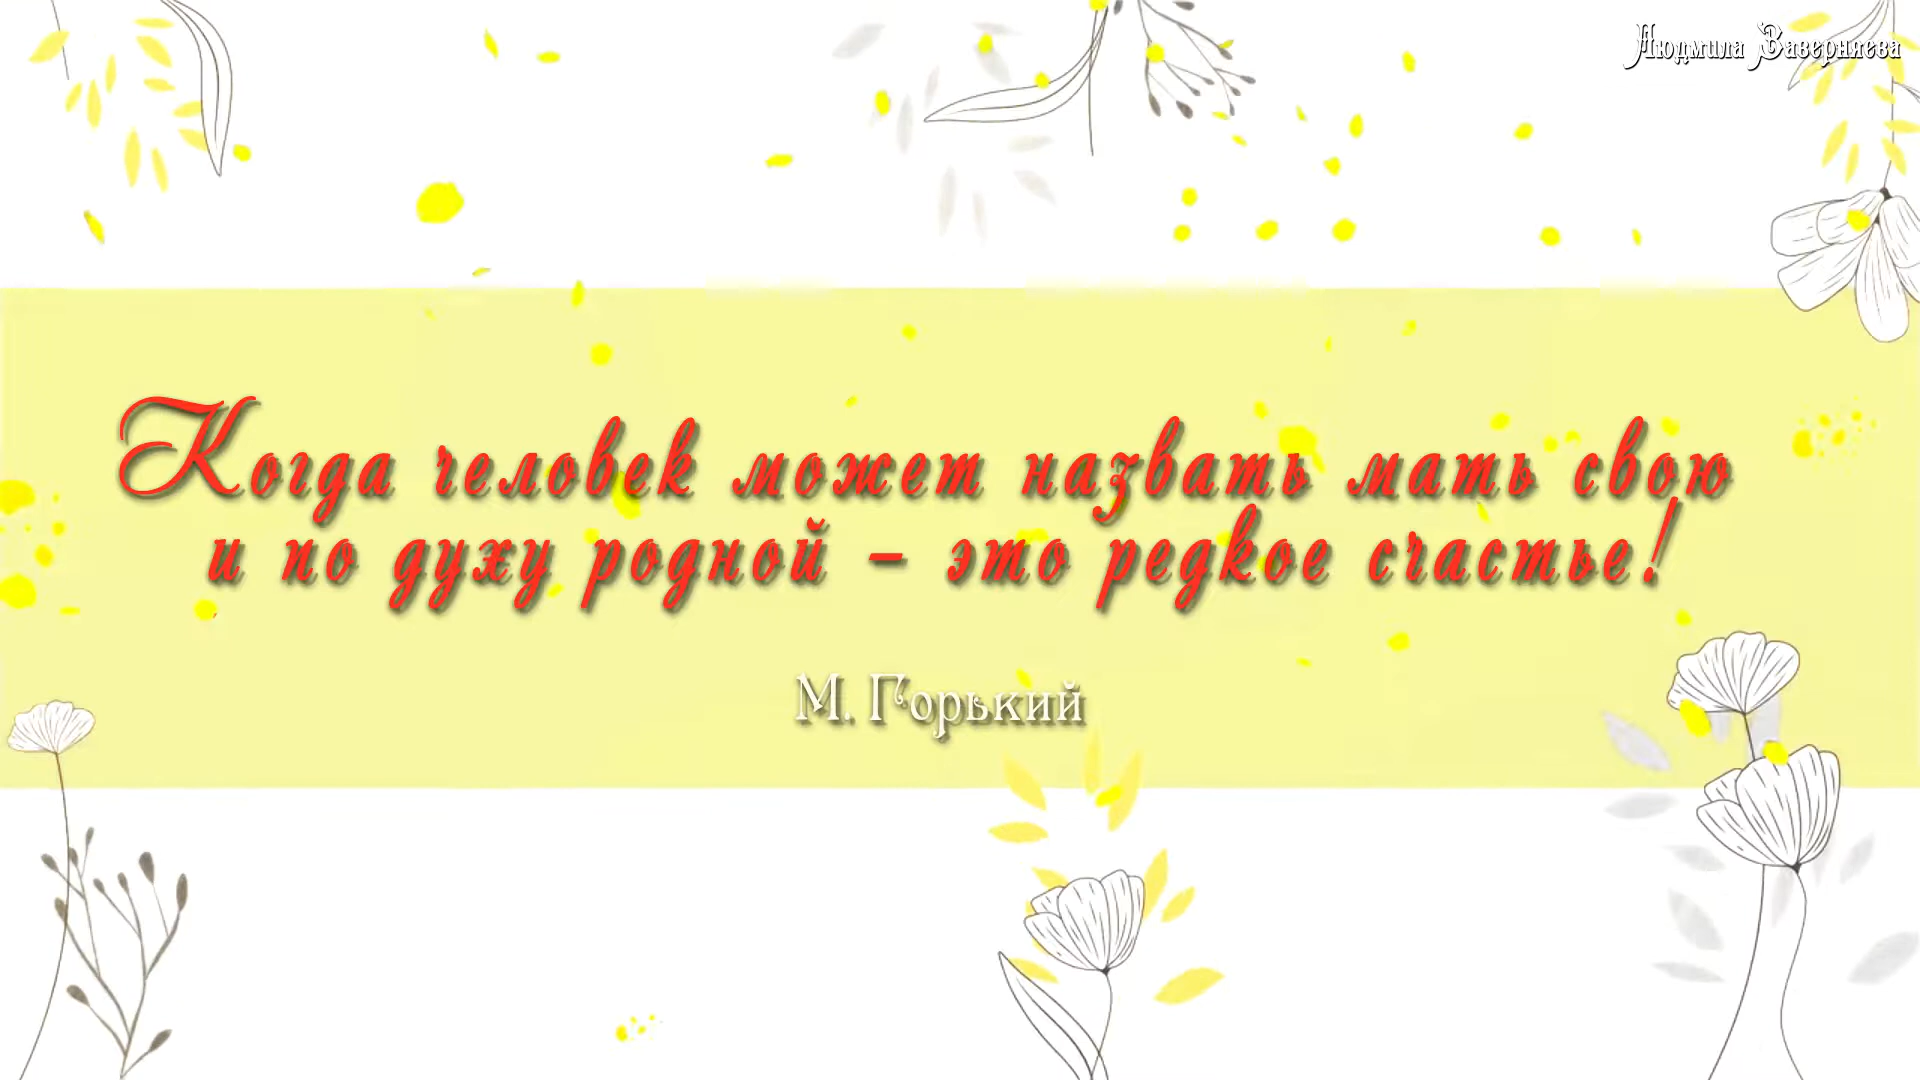 Людмила Заверняева
Когда человек может назвать мать свою
и по духу родной – это редкое счастье!
М. Горький